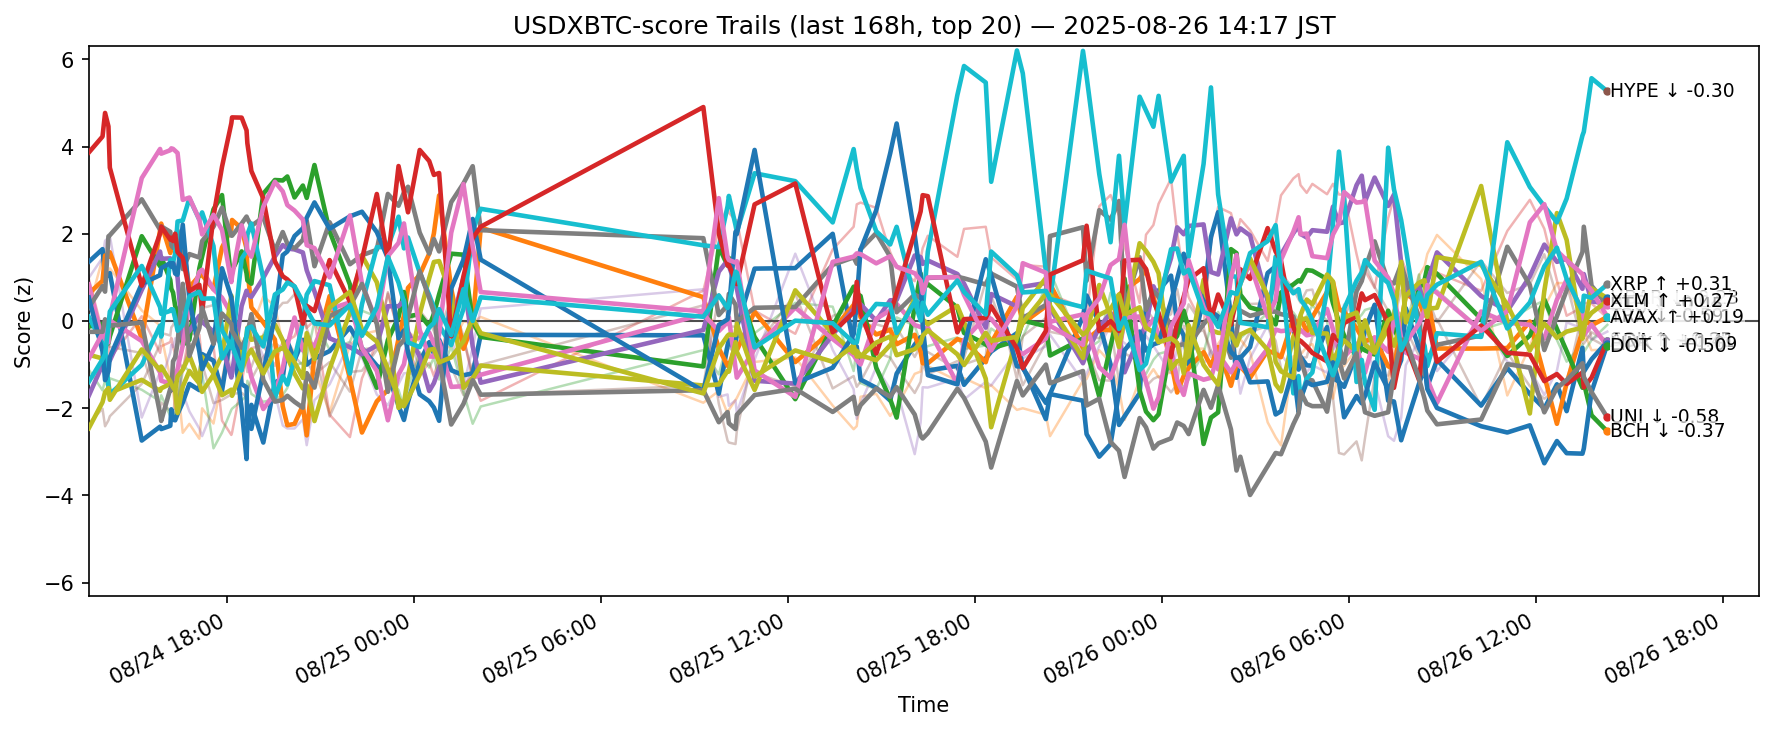 USDXBTC-score Trails (last 168h, top 20) — 2025-08-26 14:17 JST
Score (z)
6
4
2
0
−2
−4
−6
HYPE ↓ -0.30
XRP ↑ +0.31
XLM ↑ +0.27
AVAX ↑ +0.19
DOT ↓ -0.50
UNI ↓ -0.58
BCH ↓ -0.37
08/24 18:00
08/25 00:00
08/25 06:00
08/25 12:00
08/25 18:00
08/26 00:00
08/26 06:00
08/26 12:00
08/26 18:00
Time